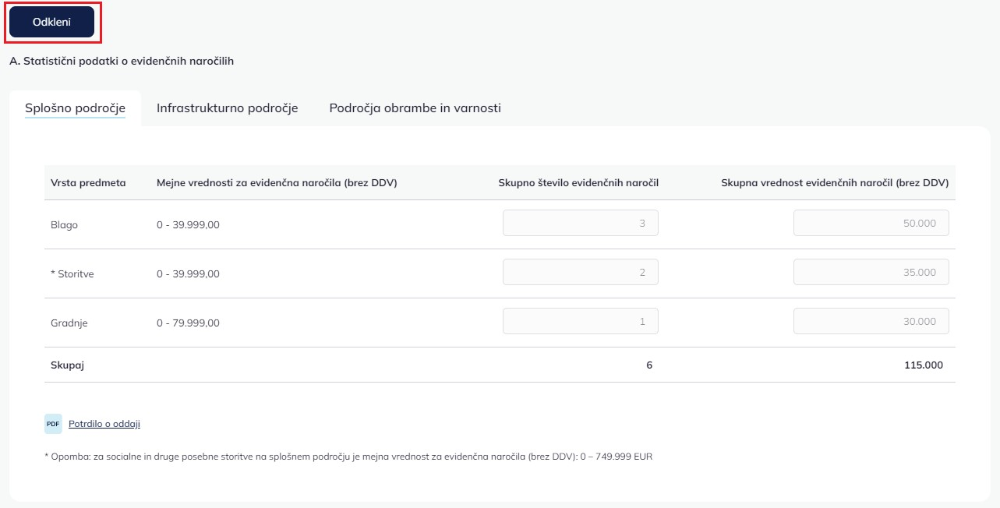 Odkleni
A. Statistični podatki o evidenčnih naročilih
Splošno področje Infrastrukturno področje Področja obrambe in varnosti
Vrsta predmeta Mejne vrednosti za evidenčna naročila (brez DDV) Skupno število evidenčnih naročil Skupna vrednost evidenčnih naročil (brez DDV)
Blago 0 - 39.999,00 3 50.000
* Storitve 0 - 39.999,00 2 35.000
Gradnje 0 - 79.999,00 1 30.000
Skupaj 6 115.000
PDF Potrdilo o oddaji
* Opomba: za socialne in druge posebne storitve na splošnem področju je mejna vrednost za evidenčna naročila (brez DDV): 0 – 749.999 EUR